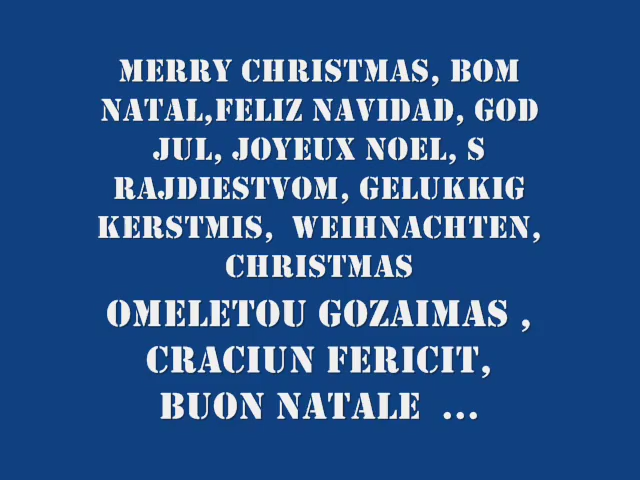 MERRY CHRISTMAS, BOM
NATAL,FELIZ NAVIDAD, GOD
JUL, JOYEUX NOEL, S
RAJDIESTVOM, GELUKKIG
KERSTMIS,  WEIHNACHTEN,
CHRISTMAS
OMELETOU GOZAIMAS ,
CRACIUN FERICIT,
BUON NATALE  ...